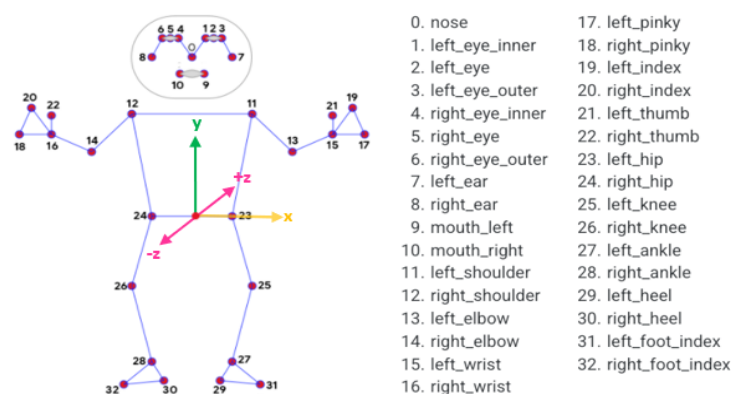 6 5 4 1 2 3
0
8 7
10 9
20 22 12 11 21 19
y
18 16 14 13 15 17
+z
24 23 x
-z
26 25
28 27
32 30 29 31
0. nose
1. left_eye_inner
2. left_eye
3. left_eye_outer
4. right_eye_inner
5. right_eye
6. right_eye_outer
7. left_ear
8. right_ear
9. mouth_left
10. mouth_right
11. left_shoulder
12. right_shoulder
13. left_elbow
14. right_elbow
15. left_wrist
16. right_wrist
17. left_pinky
18. right_pinky
19. left_index
20. right_index
21. left_thumb
22. right_thumb
23. left_hip
24. right_hip
25. left_knee
26. right_knee
27. left_ankle
28. right_ankle
29. left_heel
30. right_heel
31. left_foot_index
32. right_foot_index